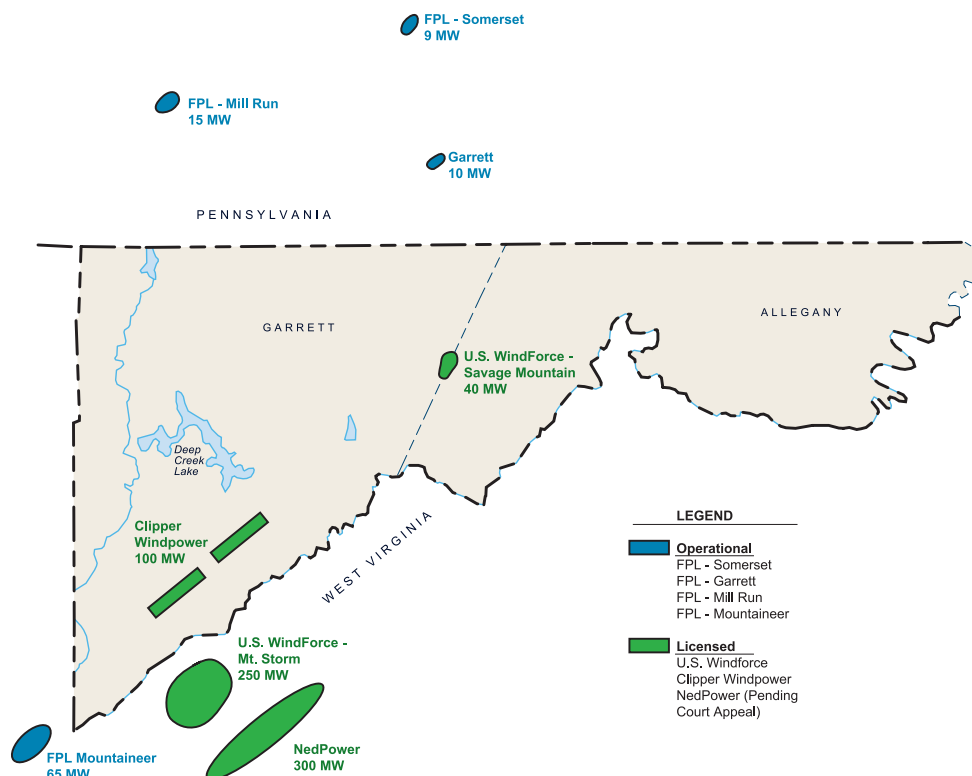 FPL - Somerset
9 MW
FPL - Mill Run
15 MW
Garrett
10 MW
PENNSYLVANIA
GARRETT
ALLEGANY
U.S. WindForce -
Savage Mountain
40 MW
Deep
Creek
Lake
Clipper
Windpower
100 MW
WEST VIRGINIA
U.S. WindForce -
Mt. Storm
250 MW
NedPower
300 MW
FPL Mountaineer
65 MW
LEGEND
Operational
FPL - Somerset
FPL - Garrett
FPL - Mill Run
FPL - Mountaineer
Licensed
U.S. Windforce
Clipper Windpower
NedPower (Pending
Court Appeal)